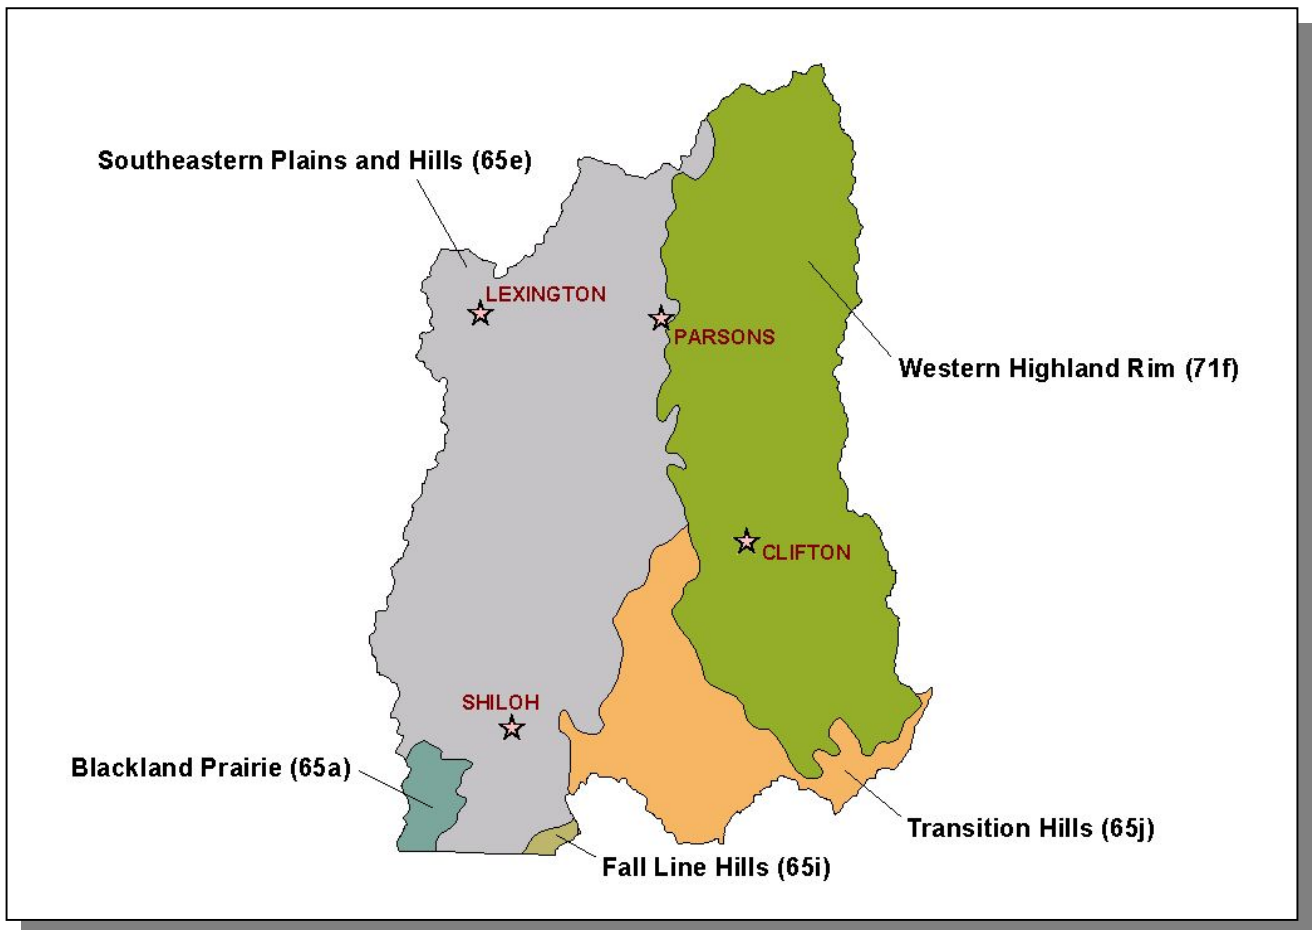 Southeastern Plains and Hills (65e)
LEXINGTON
PARSONS
Western Highland Rim (71f)
CLIFTON
SHILOH
Blackland Prairie (65a)
Transition Hills (65j)
Fall Line Hills (65i)